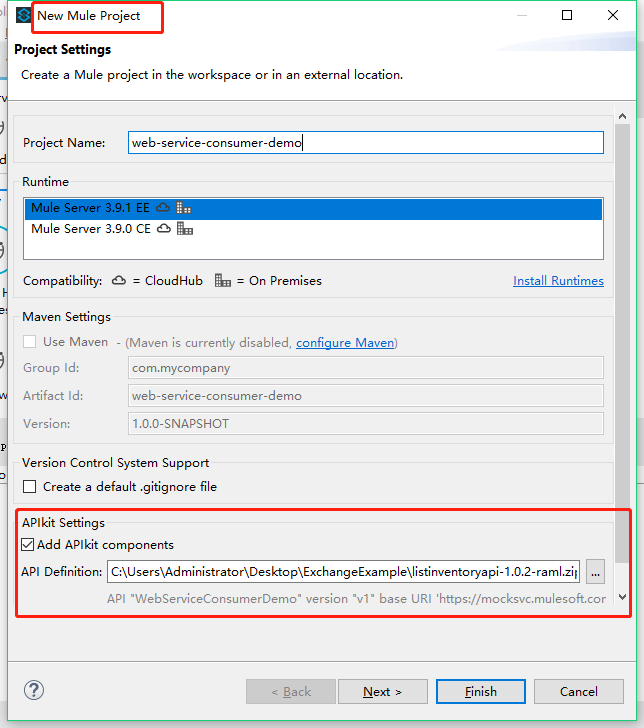 New Mule Project
Project Settings
Create a Mule project in the workspace or in an external location.
Project Name: web-service-consumer-demo
Runtime
Mule Server 3.9.1 EE
Mule Server 3.9.0 CE
Compatibility: = CloudHub = On Premises Install Runtimes
Maven Settings
Use Maven - (Maven is currently disabled, configure Maven)
Group Id: com.mycompany
Artifact Id: web-service-consumer-demo
Version: 1.0.0-SNAPSHOT
Version Control System Support
Create a default .gitignore file
APIkit Settings
Add APIkit components
API Definition: C:\Users\Administrator\Desktop\ExchangeExample\listinventoryapi-1.0.2-raml.zip ...
API "WebServiceConsumerDemo" version "v1" base URI 'https://mocksvc.mulesoft.com
? < Back Next > Finish Cancel